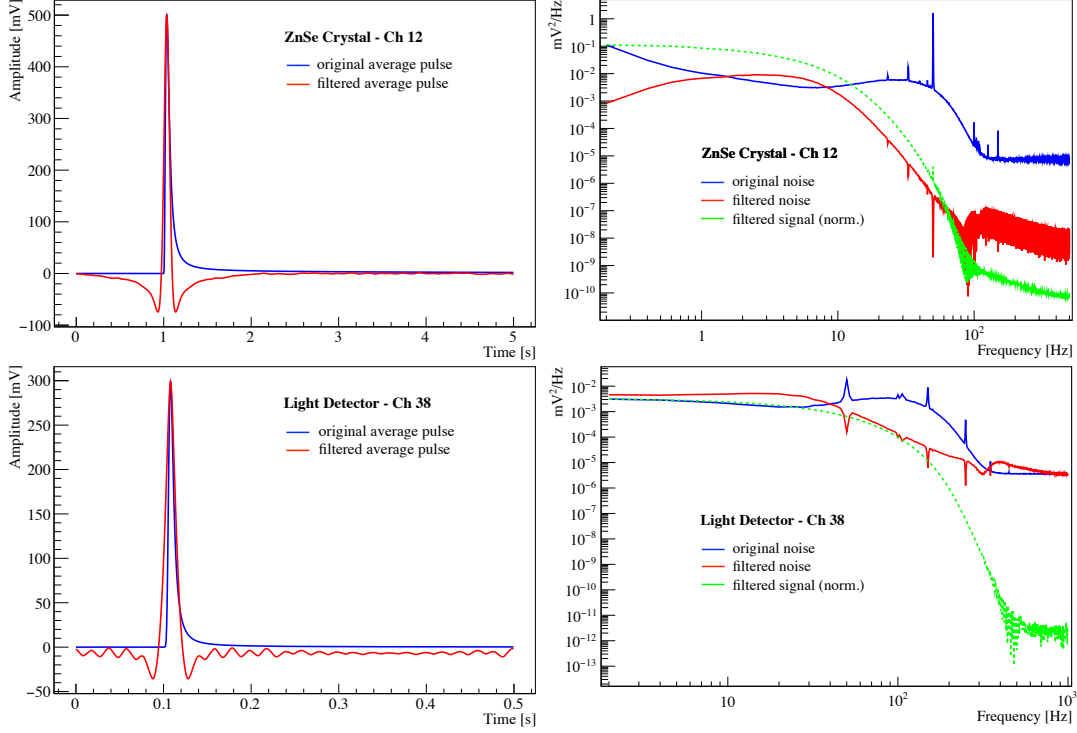 Amplitude [mV]
500
400
300
200
100
0
−100
ZnSe Crystal - Ch 12
original average pulse
filtered average pulse
0 1 2 3 4 5
Time [s]
mV²/Hz
1
10⁻¹
10⁻²
10⁻³
10⁻⁴
10⁻⁵
10⁻⁶
10⁻⁷
10⁻⁸
10⁻⁹
10⁻¹⁰
ZnSe Crystal - Ch 12
original noise
filtered noise
filtered signal (norm.)
1 10 10²
Frequency [Hz]
Amplitude [mV]
300
250
200
150
100
50
0
−50
Light Detector - Ch 38
original average pulse
filtered average pulse
0 0.1 0.2 0.3 0.4 0.5
Time [s]
mV²/Hz
10⁻²
10⁻³
10⁻⁴
10⁻⁵
10⁻⁶
10⁻⁷
10⁻⁸
10⁻⁹
10⁻¹⁰
10⁻¹¹
10⁻¹²
10⁻¹³
Light Detector - Ch 38
original noise
filtered noise
filtered signal (norm.)
10 10² 10³
Frequency [Hz]